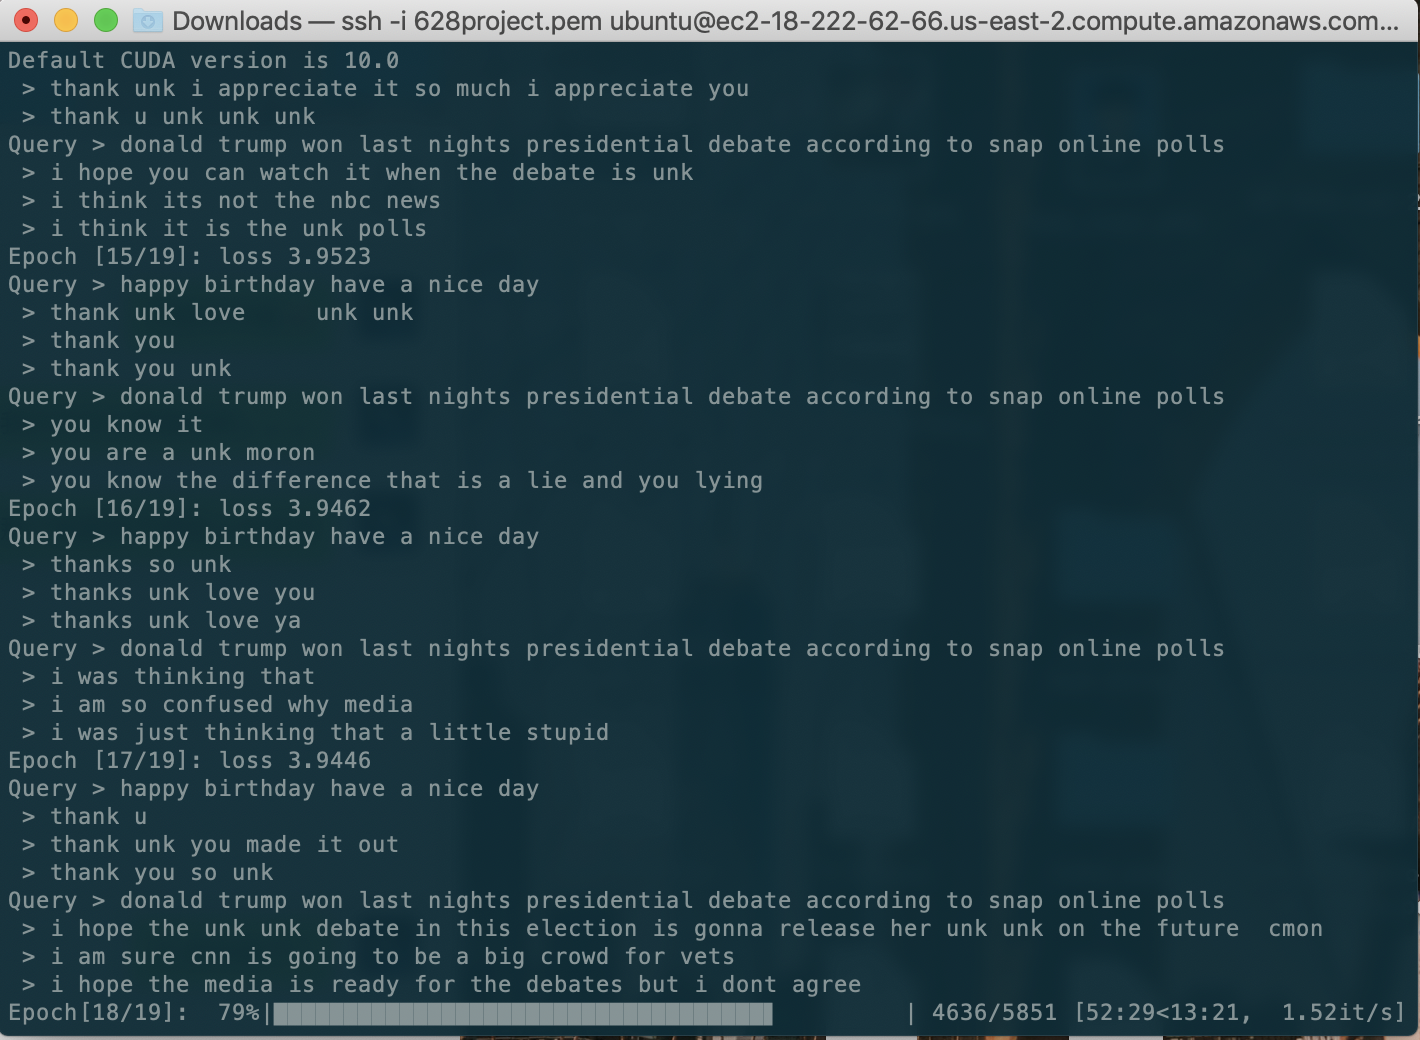 Downloads — ssh -i 628project.pem ubuntu@ec2-18-222-62-66.us-east-2.compute.amazonaws.com...
Default CUDA version is 10.0
 > thank unk i appreciate it so much i appreciate you
 > thank u unk unk unk
Query > donald trump won last nights presidential debate according to snap online polls
 > i hope you can watch it when the debate is unk
 > i think its not the nbc news
 > i think it is the unk polls
Epoch [15/19]: loss 3.9523
Query > happy birthday have a nice day
 > thank unk love     unk unk
 > thank you
 > thank you unk
Query > donald trump won last nights presidential debate according to snap online polls
 > you know it
 > you are a unk moron
 > you know the difference that is a lie and you lying
Epoch [16/19]: loss 3.9462
Query > happy birthday have a nice day
 > thanks so unk
 > thanks unk love you
 > thanks unk love ya
Query > donald trump won last nights presidential debate according to snap online polls
 > i was thinking that
 > i am so confused why media
 > i was just thinking that a little stupid
Epoch [17/19]: loss 3.9446
Query > happy birthday have a nice day
 > thank u
 > thank unk you made it out
 > thank you so unk
Query > donald trump won last nights presidential debate according to snap online polls
 > i hope the unk unk debate in this election is gonna release her unk unk on the future  cmon
 > i am sure cnn is going to be a big crowd for vets
 > i hope the media is ready for the debates but i dont agree
Epoch[18/19]:  79%| | 4636/5851 [52:29<13:21,  1.52it/s]